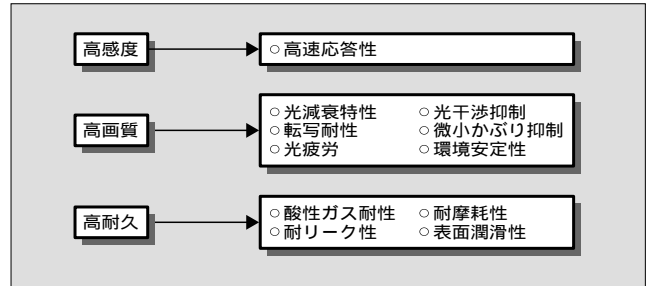 高感度 ○高速応答性
○光減衰特性 ○光干渉抑制
高画質 ○転写耐性 ○微小かぶり抑制
○光疲労 ○環境安定性
高耐久 ○酸性ガス耐性 ○耐摩耗性
○耐リーク性 ○表面潤滑性